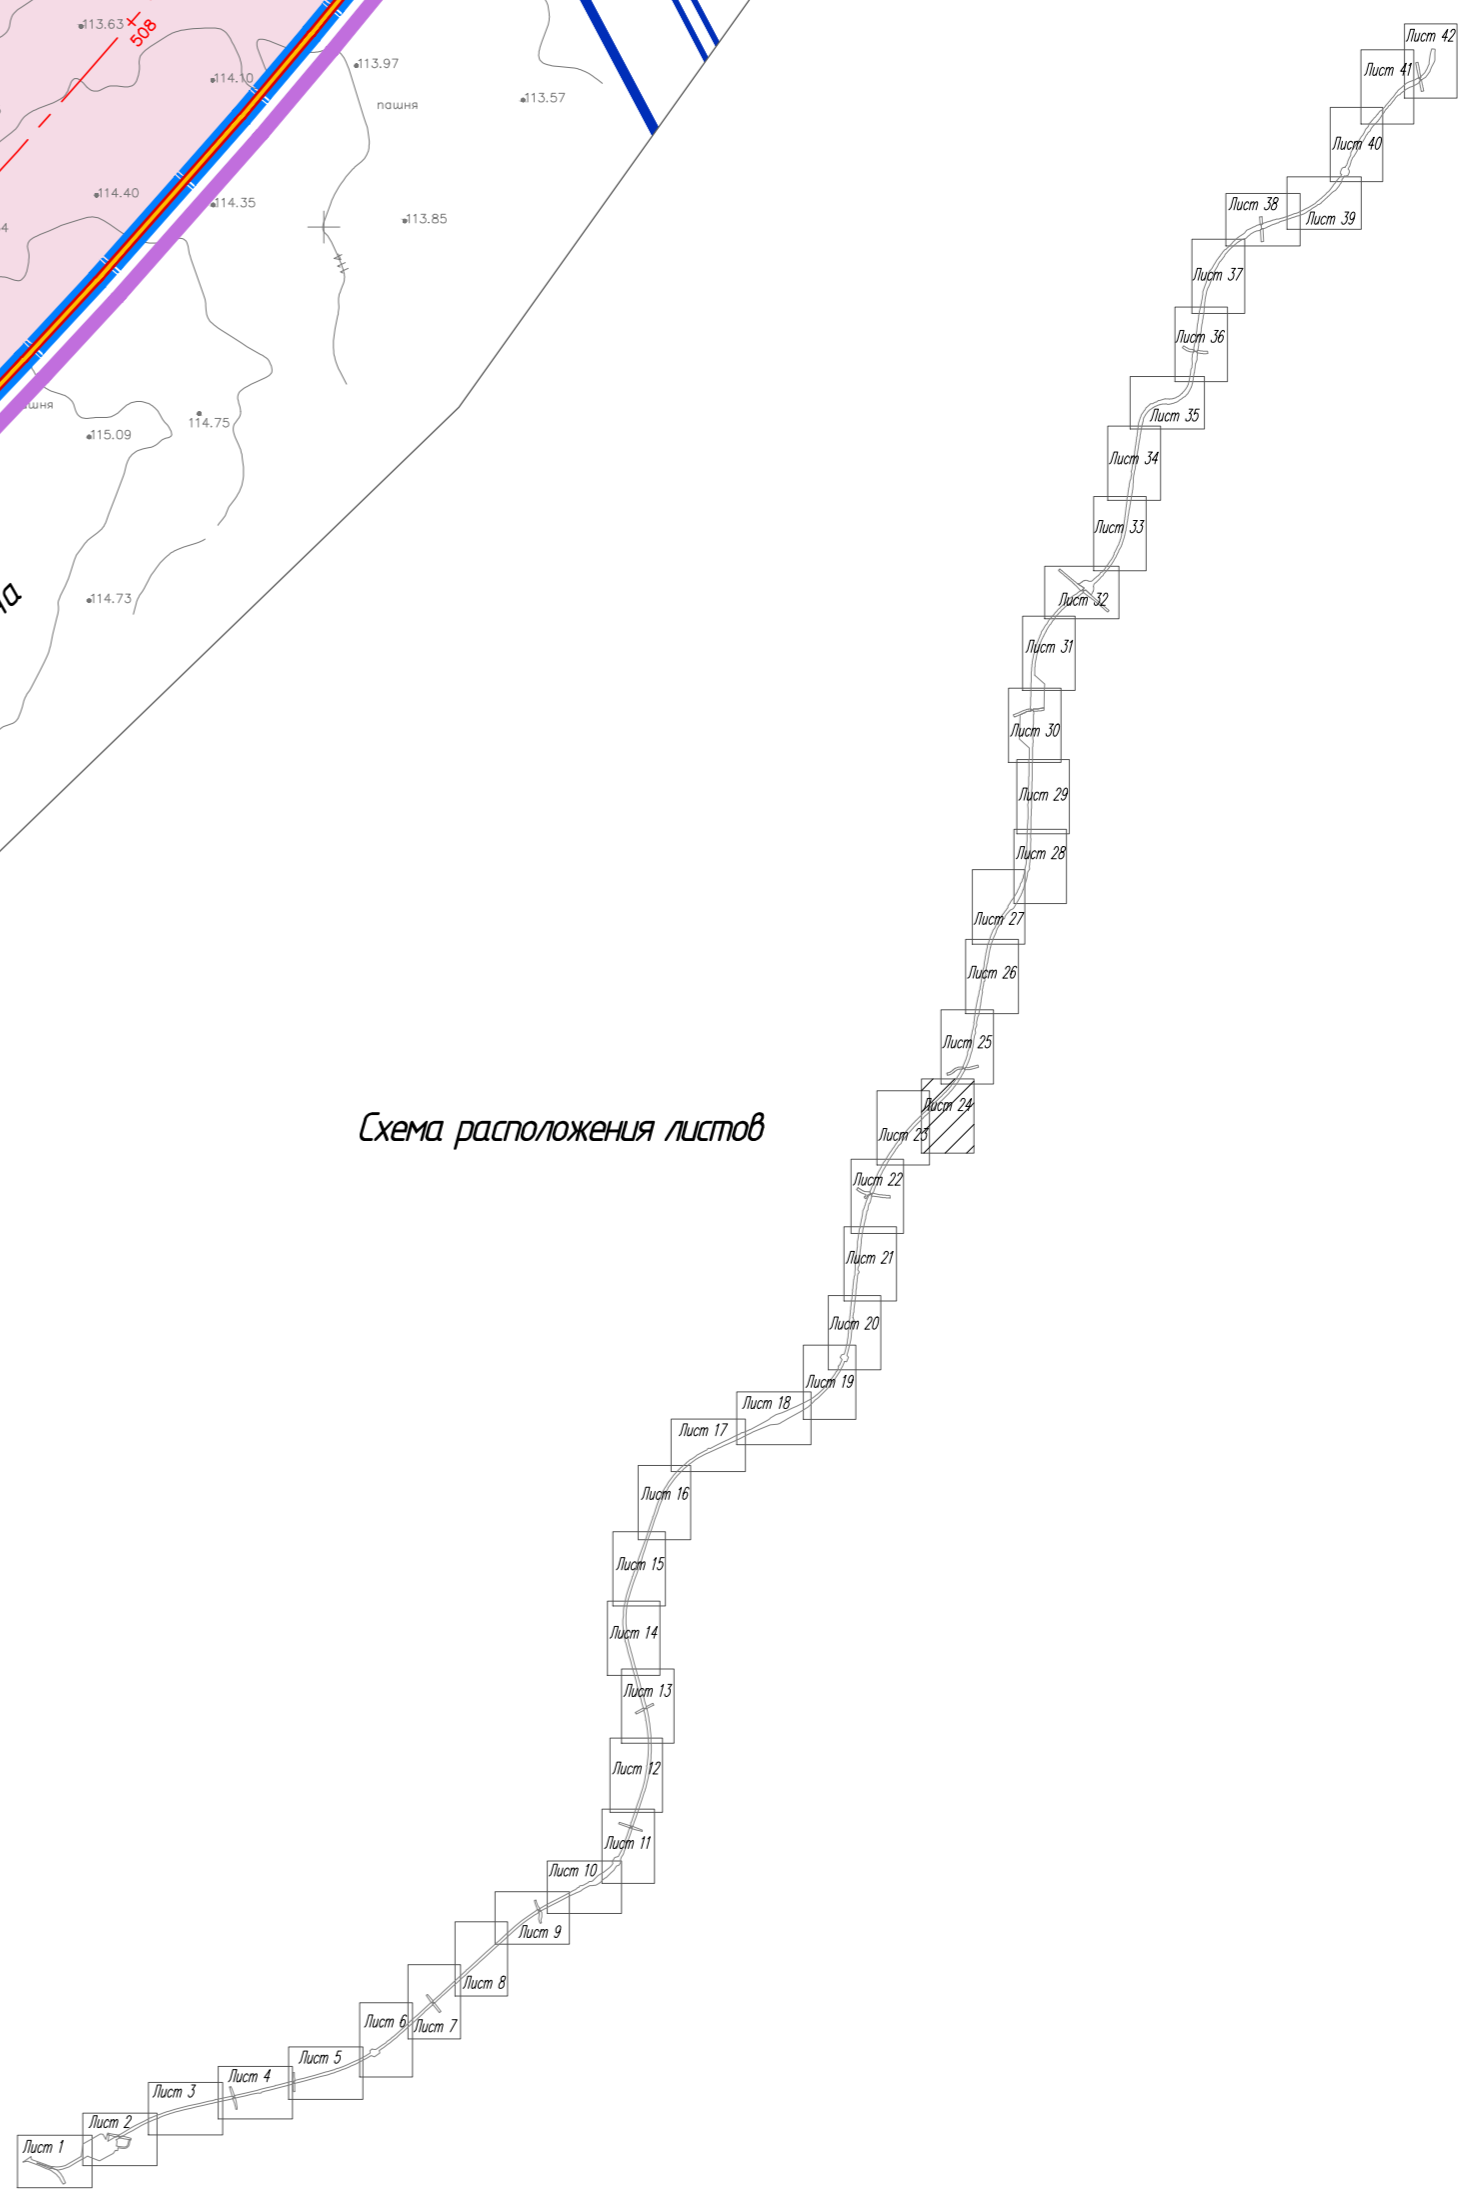 113.63
508
114.10
113.97
пашня
113.57
114.40
114.35
113.85
4
шня
114.75
115.09
114.73
на
Схема расположения листов
Лист 42
Лист 41
Лист 40
Лист 39
Лист 38
Лист 37
Лист 36
Лист 35
Лист 34
Лист 33
Лист 32
Лист 31
Лист 30
Лист 29
Лист 28
Лист 27
Лист 26
Лист 25
Лист 24
Лист 23
Лист 22
Лист 21
Лист 20
Лист 19
Лист 18
Лист 17
Лист 16
Лист 15
Лист 14
Лист 13
Лист 12
Лист 11
Лист 10
Лист 9
Лист 8
Лист 7
Лист 6
Лист 5
Лист 4
Лист 3
Лист 2
Лист 1